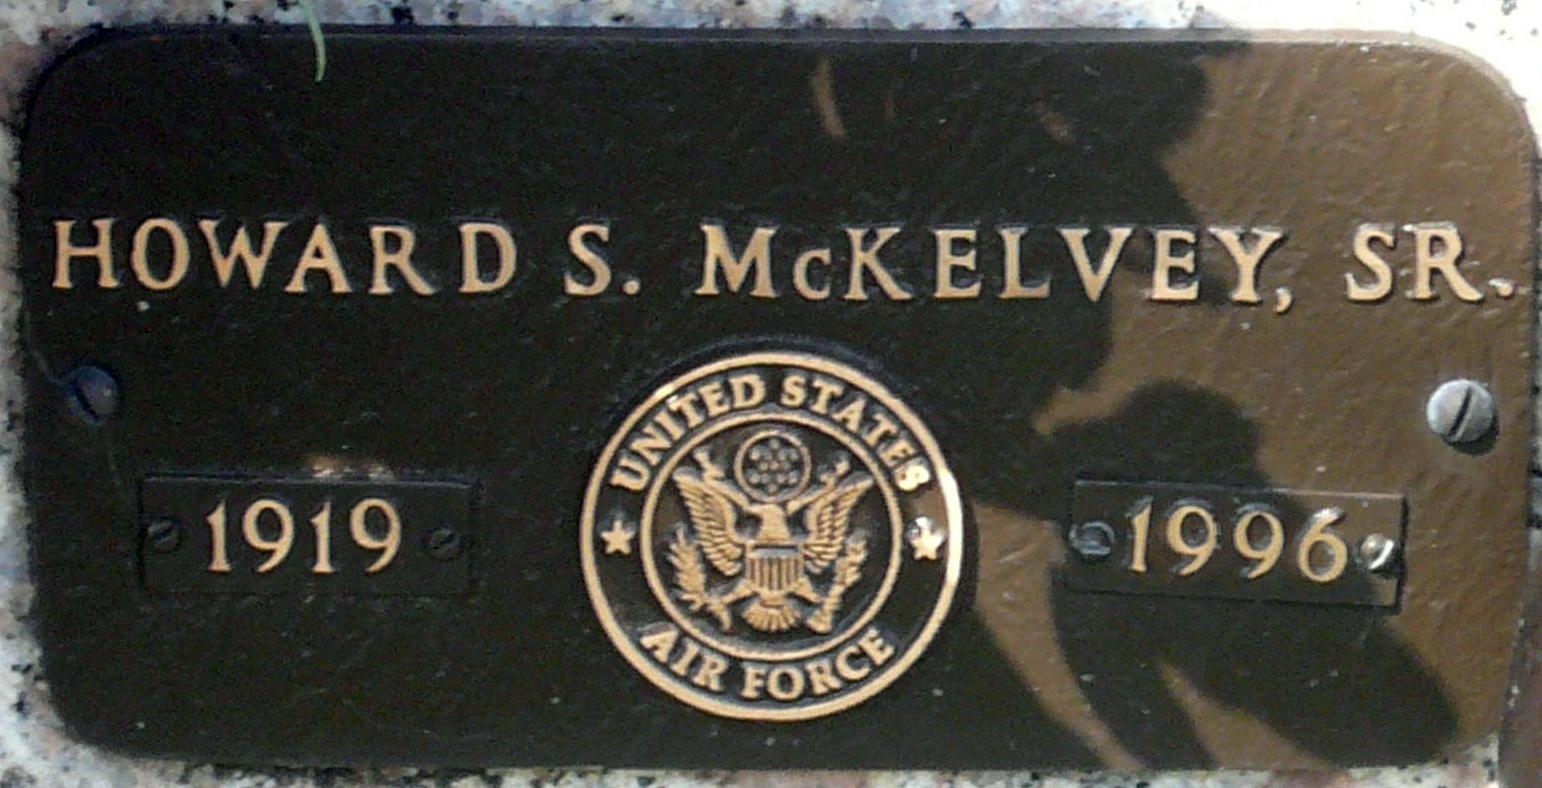 HOWARD S. McKELVEY, SR.
UNITED STATES
AIR FORCE
1919
1996